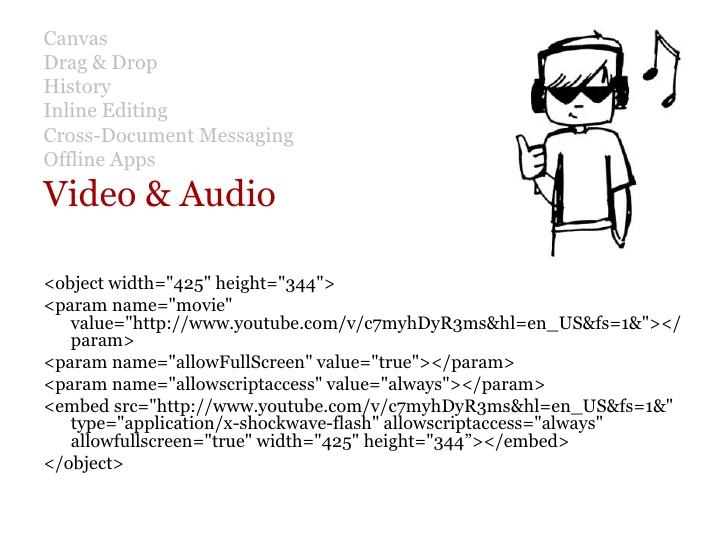 Canvas
Drag & Drop
History
Inline Editing
Cross-Document Messaging
Offline Apps
Video & Audio
<object width="425" height="344">
<param name="movie"
value="http://www.youtube.com/v/c7myhDyR3ms&hl=en_US&fs=1&"></
param>
<param name="allowFullScreen" value="true"></param>
<param name="allowscriptaccess" value="always"></param>
<embed src="http://www.youtube.com/v/c7myhDyR3ms&hl=en_US&fs=1&"
type="application/x-shockwave-flash" allowscriptaccess="always"
allowfullscreen="true" width="425" height="344”></embed>
</object>